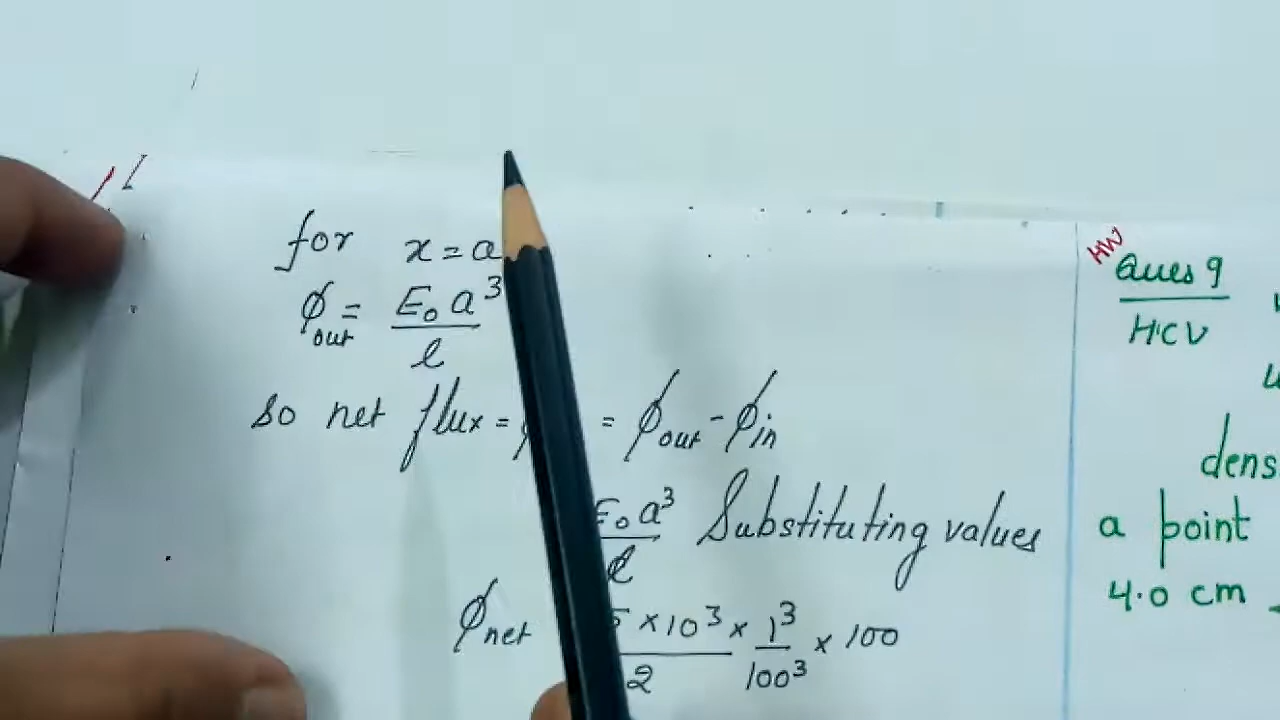 for x = a
ϕout = E₀a³/l
so net flux = = ϕout - ϕin
E₀a³/l Substituting values
ϕnet 5 × 10³/2 × 1³/100³ × 100
HW
Ques 9
HCV
dens
a point
4.0 cm